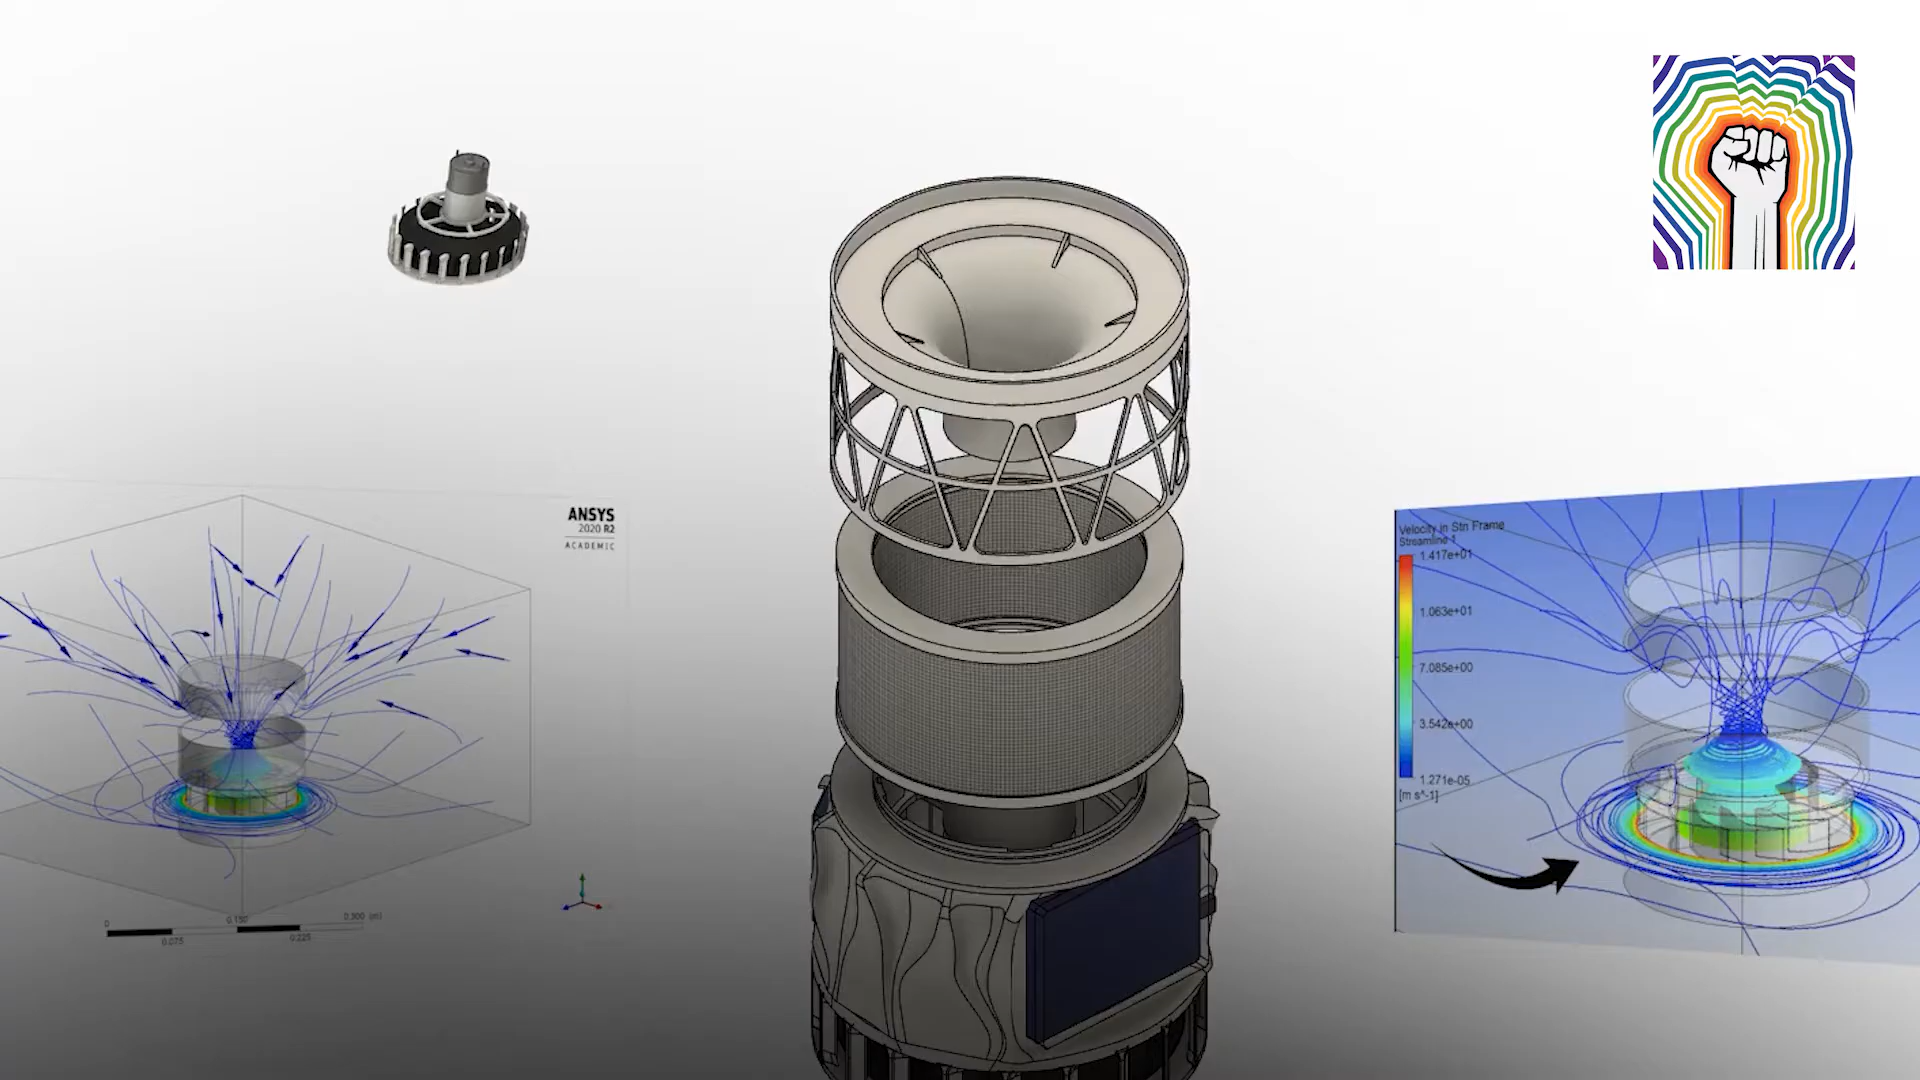 ANSYS
2020 R2
ACADEMIC
0
0.150
0.300 (m)
0.075
0.225
Velocity in Stn Frame
Streamline 1
1.417e+01
1.063e+01
7.085e+00
3.542e+00
1.271e-05
[m s^-1]